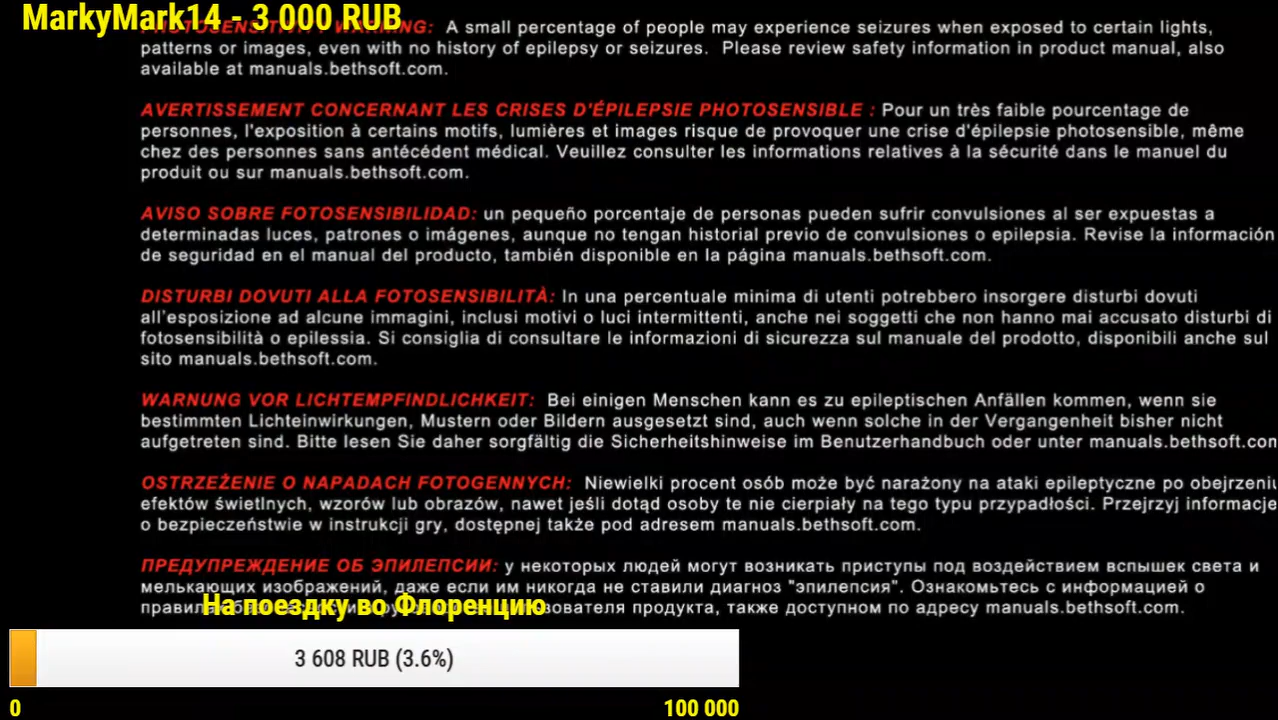 MarkyMark14 - 3 000 RUB
PHOTOSENSITIVITY WARNING: A small percentage of people may experience seizures when exposed to certain lights,
patterns or images, even with no history of epilepsy or seizures. Please review safety information in product manual, also
available at manuals.bethsoft.com.
AVERTISSEMENT CONCERNANT LES CRISES D'ÉPILEPSIE PHOTOSENSIBLE : Pour un très faible pourcentage de
personnes, l'exposition à certains motifs, lumières et images risque de provoquer une crise d'épilepsie photosensible, même
chez des personnes sans antécédent médical. Veuillez consulter les informations relatives à la sécurité dans le manuel du
produit ou sur manuals.bethsoft.com.
AVISO SOBRE FOTOSENSIBILIDAD: un pequeño porcentaje de personas pueden sufrir convulsiones al ser expuestas a
determinadas luces, patrones o imágenes, aunque no tengan historial previo de convulsiones o epilepsia. Revise la información
de seguridad en el manual del producto, también disponible en la página manuals.bethsoft.com.
DISTURBI DOVUTI ALLA FOTOSENSIBILITÀ: In una percentuale minima di utenti potrebbero insorgere disturbi dovuti
all'esposizione ad alcune immagini, inclusi motivi o luci intermittenti, anche nei soggetti che non hanno mai accusato disturbi di
fotosensibilità o epilessia. Si consiglia di consultare le informazioni di sicurezza sul manuale del prodotto, disponibili anche sul
sito manuals.bethsoft.com.
WARNUNG VOR LICHTEMPFINDLICHKEIT: Bei einigen Menschen kann es zu epileptischen Anfällen kommen, wenn sie
bestimmten Lichteinwirkungen, Mustern oder Bildern ausgesetzt sind, auch wenn solche in der Vergangenheit bisher nicht
aufgetreten sind. Bitte lesen Sie daher sorgfältig die Sicherheitshinweise im Benutzerhandbuch oder unter manuals.bethsoft.com
OSTRZEŻENIE O NAPADACH FOTOGENNYCH: Niewielki procent osób może być narażony na ataki epileptyczne po obejrzeniu
efektów świetlnych, wzorów lub obrazów, nawet jeśli dotąd osoby te nie cierpiały na tego typu przypadłości. Przejrzyj informacje
o bezpieczeństwie w instrukcji gry, dostępnej także pod adresem manuals.bethsoft.com.
ПРЕДУПРЕЖДЕНИЕ ОБ ЭПИЛЕПСИИ: у некоторых людей могут возникать приступы под воздействием вспышек света и
мелькающих изображений, даже если им никогда не ставили диагноз "эпилепсия". Ознакомьтесь с информацией о
продукта, также доступном по адресу manuals.bethsoft.com.
На поездку во Флоренцию
3 608 RUB (3.6%)
0 100 000